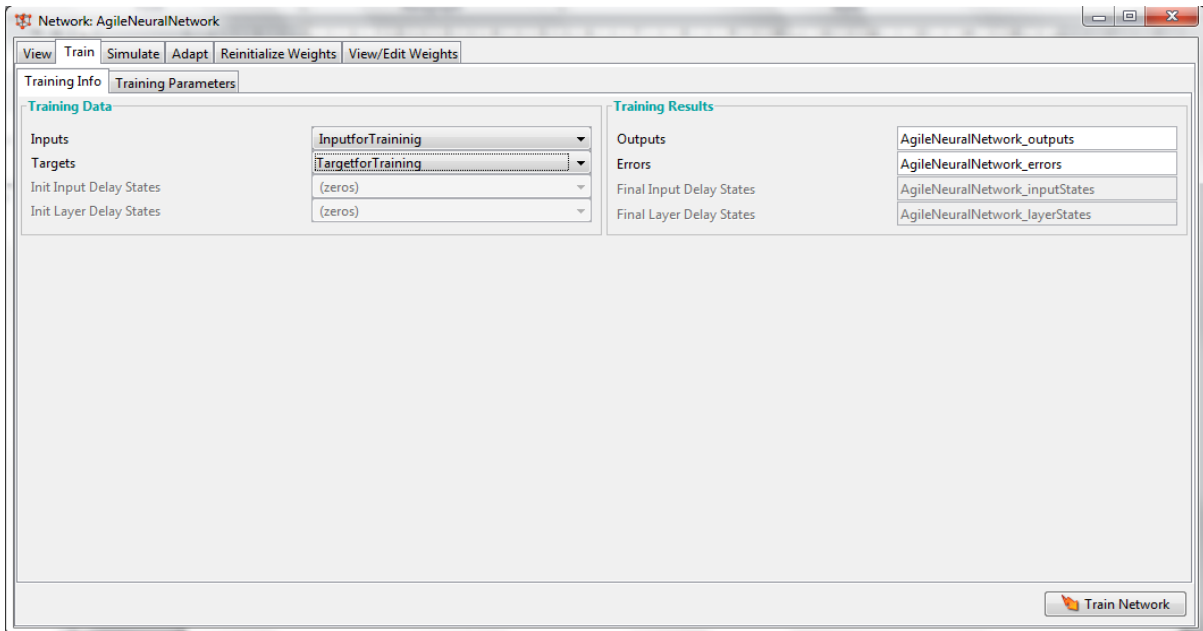 Network: AgileNeuralNetwork
View Train Simulate Adapt Reinitialize Weights View/Edit Weights
Training Info Training Parameters
Training Data
Inputs InputforTraininig
Targets TargetforTraining
Init Input Delay States (zeros)
Init Layer Delay States (zeros)
Training Results
Outputs AgileNeuralNetwork_outputs
Errors AgileNeuralNetwork_errors
Final Input Delay States AgileNeuralNetwork_inputStates
Final Layer Delay States AgileNeuralNetwork_layerStates
Train Network